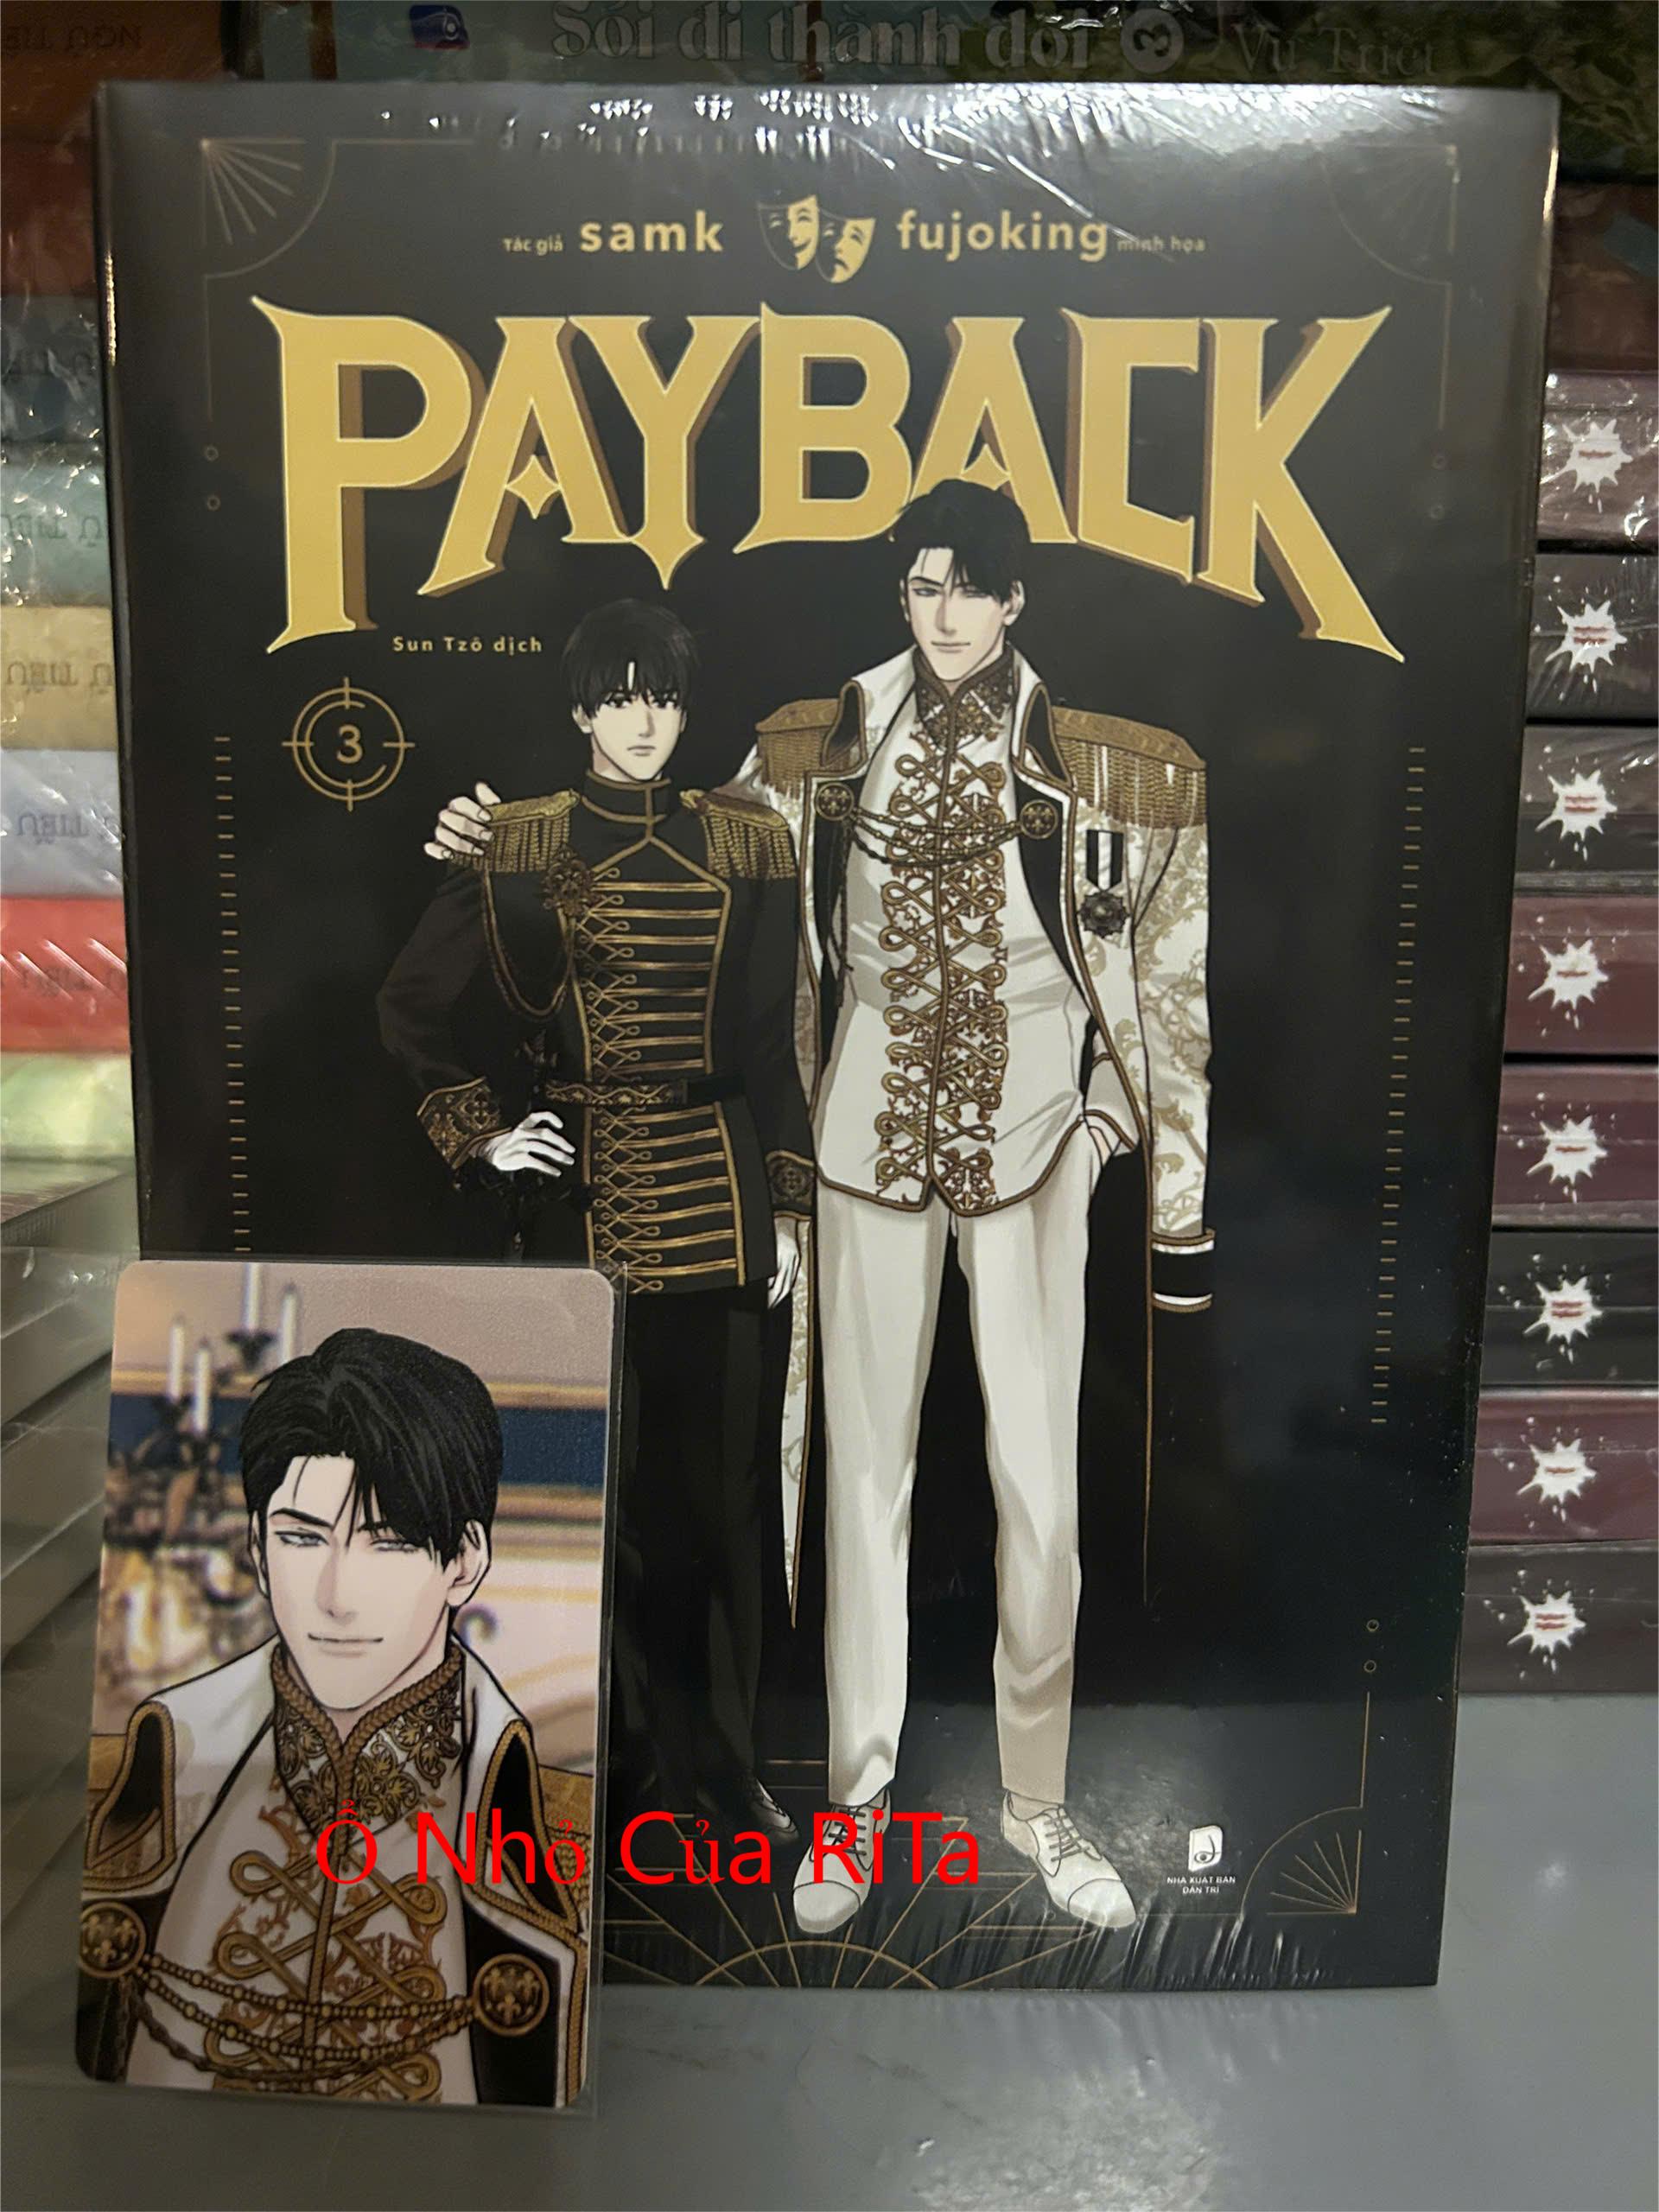 Sói đi thành đôi 3 Vu Triết
Tác giả samk fujoking minh họa
PAYBACK
Sun Tzô dịch
3
Ổ Nhỏ Của RiTa
NHÀ XUẤT BẢN
DÂN TRÍ